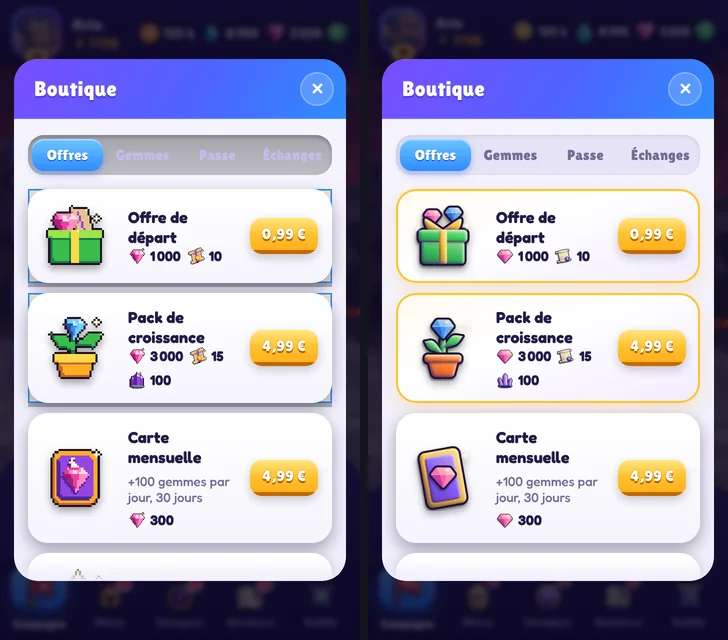 Boutique
Offres Gemmes Passe Échanges
Offre de
départ
1000 10
0,99 €
Pack de
croissance
3000 15
100
4,99 €
Carte
mensuelle
+100 gemmes par
jour, 30 jours
300
4,99 €
Boutique
Offres Gemmes Passe Échanges
Offre de
départ
1000 10
0,99 €
Pack de
croissance
3000 15
100
4,99 €
Carte
mensuelle
+100 gemmes par
jour, 30 jours
300
4,99 €